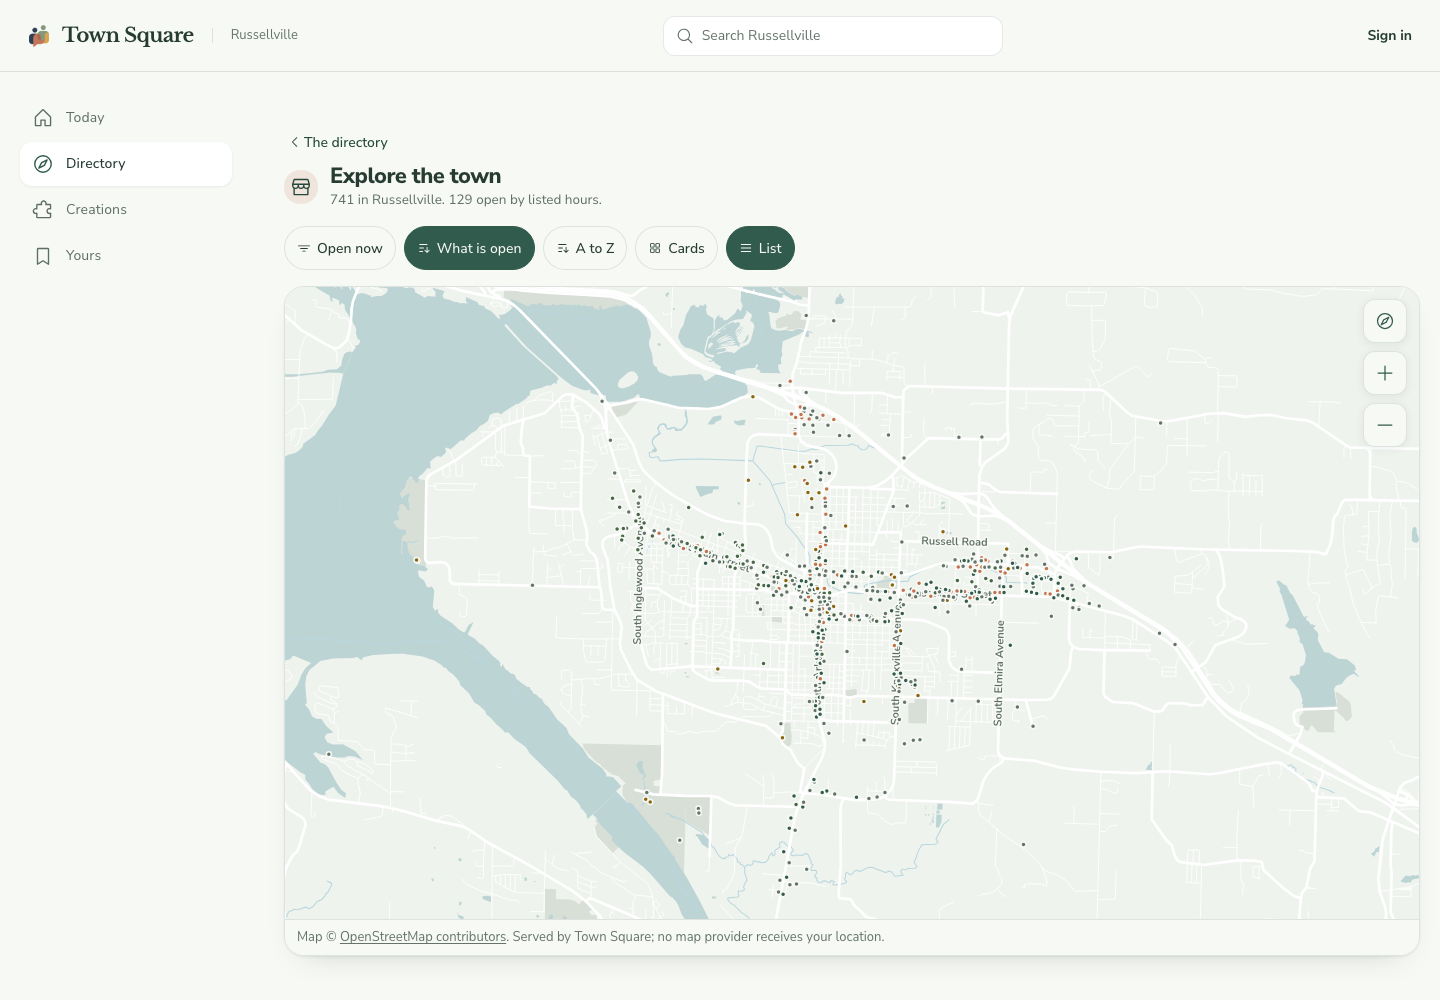 Town Square
Russellville
Search Russellville
Sign in
Today
Directory
Creations
Yours
The directory
Explore the town
741 in Russellville. 129 open by listed hours.
Open now
What is open
A to Z
Cards
List
Russell Road
South Inglewood
South
South Elmira Avenue
Map © OpenStreetMap contributors. Served by Town Square; no map provider receives your location.